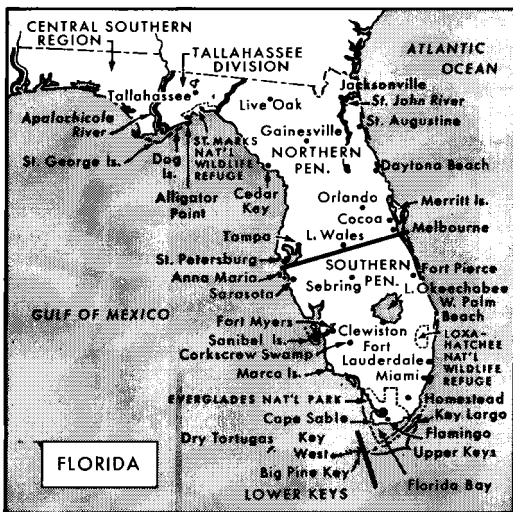 CENTRAL SOUTHERN
REGION
TALLAHASSEE
DIVISION
ATLANTIC
OCEAN
Tallahassee
Live Oak
Jacksonville
St. John River
St. Augustine
Apalachicole
River
Gainesville
NORTHERN
PEN.
St. George Is.
Dog
Is.
ST. MARKS
NAT'L
WILDLIFE
REFUGE
Daytona Beach
Alligator
Point
Cedar
Key
Orlando
Merritt Is.
Cocoa
Tampa
L. Wales
Melbourne
St. Petersburg
Anna Maria
Sarasota
SOUTHERN
PEN.
Sebring
Fort Pierce
L. Okeechobee
W. Palm
Beach
GULF OF MEXICO
Fort Myers
Sanibel Is.
Corkscrew Swamp
Clewiston
Fort
Lauderdale
LOXA-
HATCHEE
NAT'L
WILDLIFE
REFUGE
Marco Is.
Miami
EVERGLADES NAT'L PARK
Homestead
Cape Sable
Key Largo
Dry Tortugas
Key
West
Flamingo
Upper Keys
Big Pine Key
Florida Bay
LOWER KEYS
FLORIDA